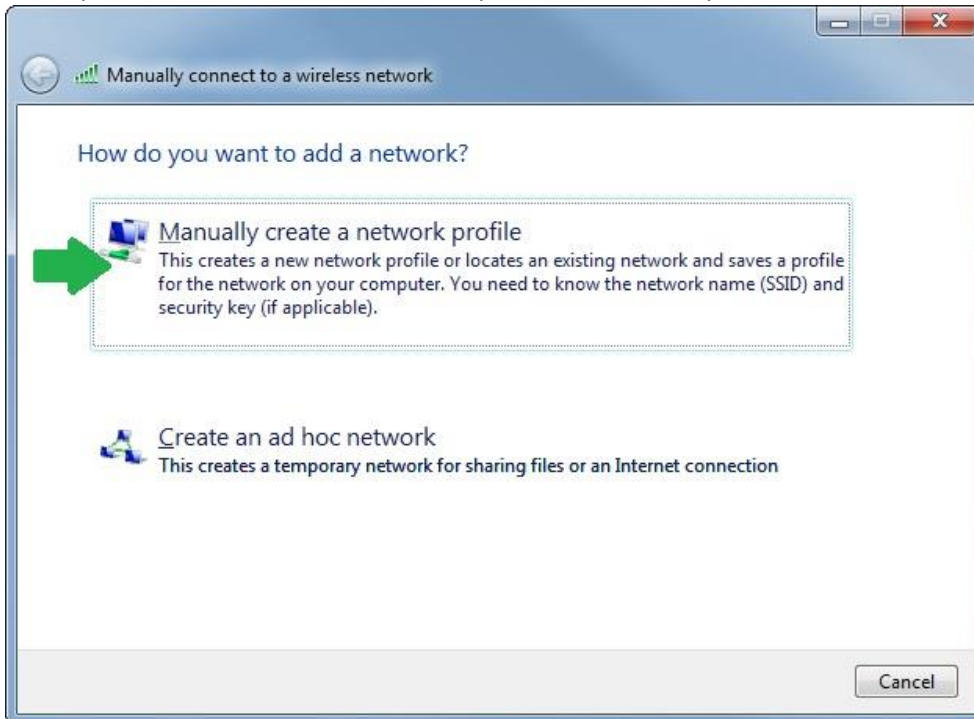 Manually connect to a wireless network
How do you want to add a network?
Manually create a network profile
This creates a new network profile or locates an existing network and saves a profile
for the network on your computer. You need to know the network name (SSID) and
security key (if applicable).
Create an ad hoc network
This creates a temporary network for sharing files or an Internet connection
Cancel